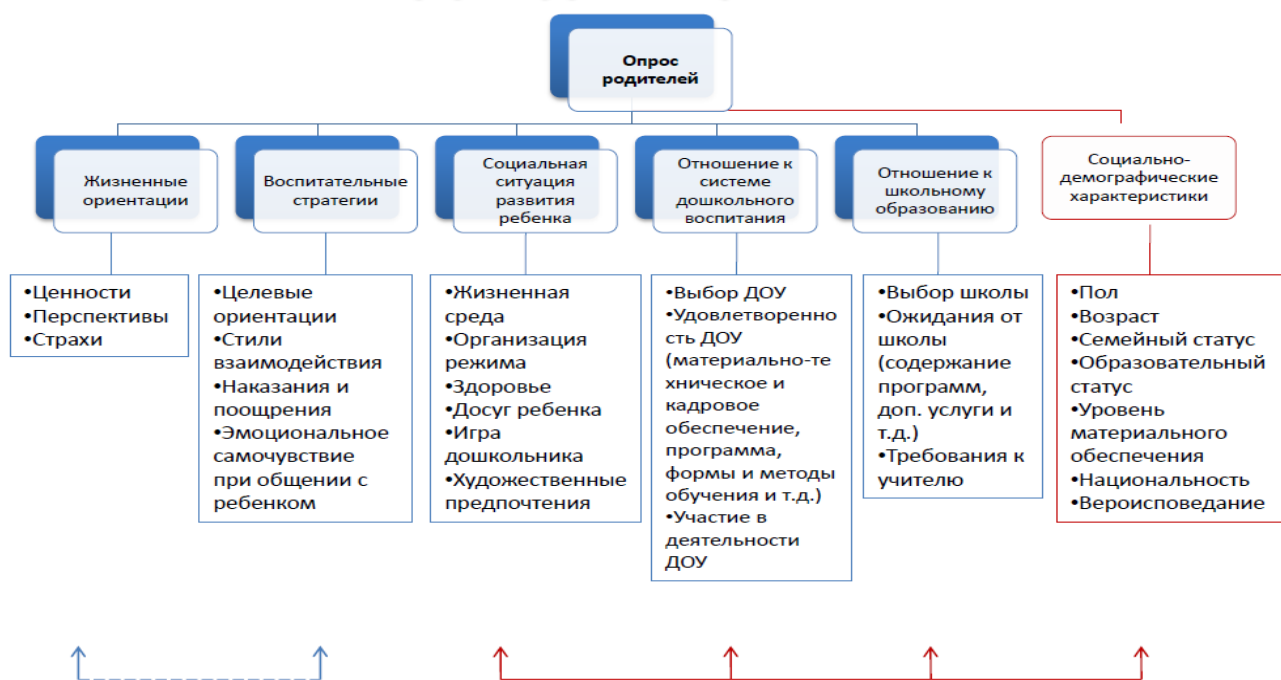 Опрос
родителей
Жизненные
ориентации
Воспитательные
стратегии
Социальная
ситуация
развития
ребенка
Отношение к
системе
дошкольного
воспитания
Отношение к
школьному
образованию
Социально-
демографические
характеристики
•Ценности
•Перспективы
•Страхи
•Целевые
ориентации
•Стили
взаимодействия
•Наказания и
поощрения
•Эмоциональное
самочувствие
при общении с
ребенком
•Жизненная
среда
•Организация
режима
•Здоровье
•Досуг ребенка
•Игра
дошкольника
•Художественные
предпочтения
•Выбор ДОУ
•Удовлетвореннo
сть ДОУ
(материально-те
хническое и
кадровое
обеспечение,
программа,
формы и методы
обучения и т.д.)
•Участие в
деятельности
ДОУ
•Выбор школы
•Ожидания от
школы
(содержание
программ,
доп. услуги и
т.д.)
•Требования к
учителю
•Пол
•Возраст
•Семейный статус
•Образовательный
статус
•Уровень
материального
обеспечения
•Национальность
•Вероисповедание